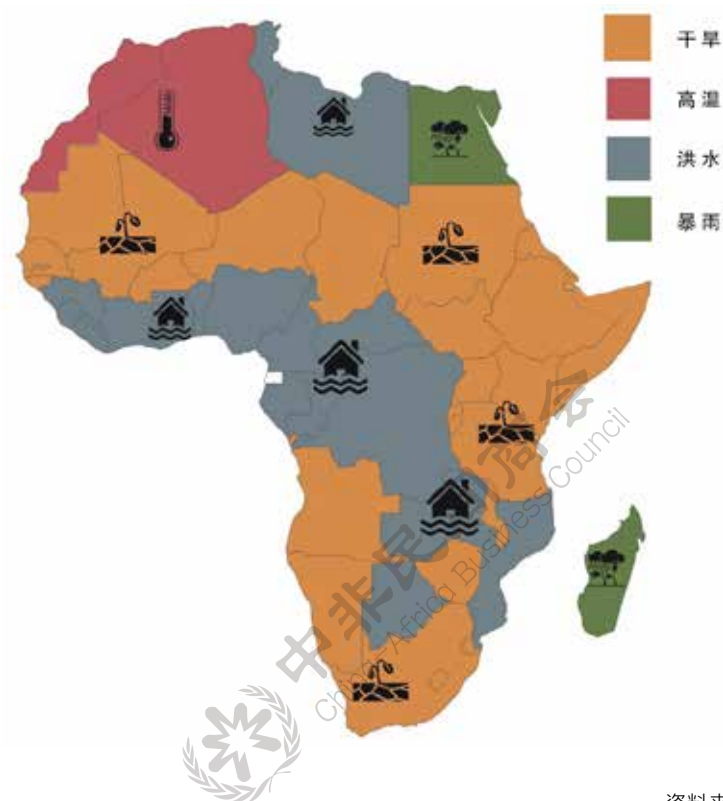 干旱
高温
洪水
暴雨
中非民间商会
China-Africa Business Council
资料来